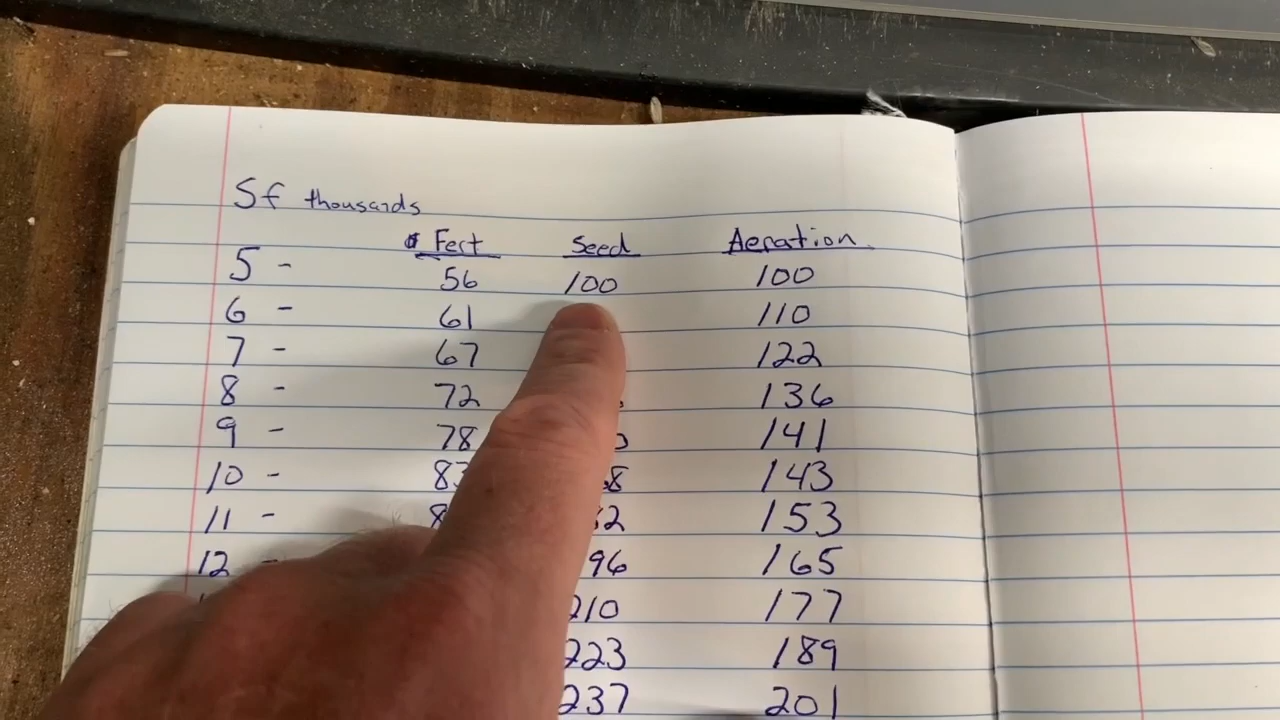 Sf thousands
$ Fert Seed Aeration
5 - 56 100 100
6 - 61 110
7 - 67 122
8 - 72 136
9 - 78 141
10 - 83 143
11 - 153
12 - 96 165
210 177
223 189
237 201